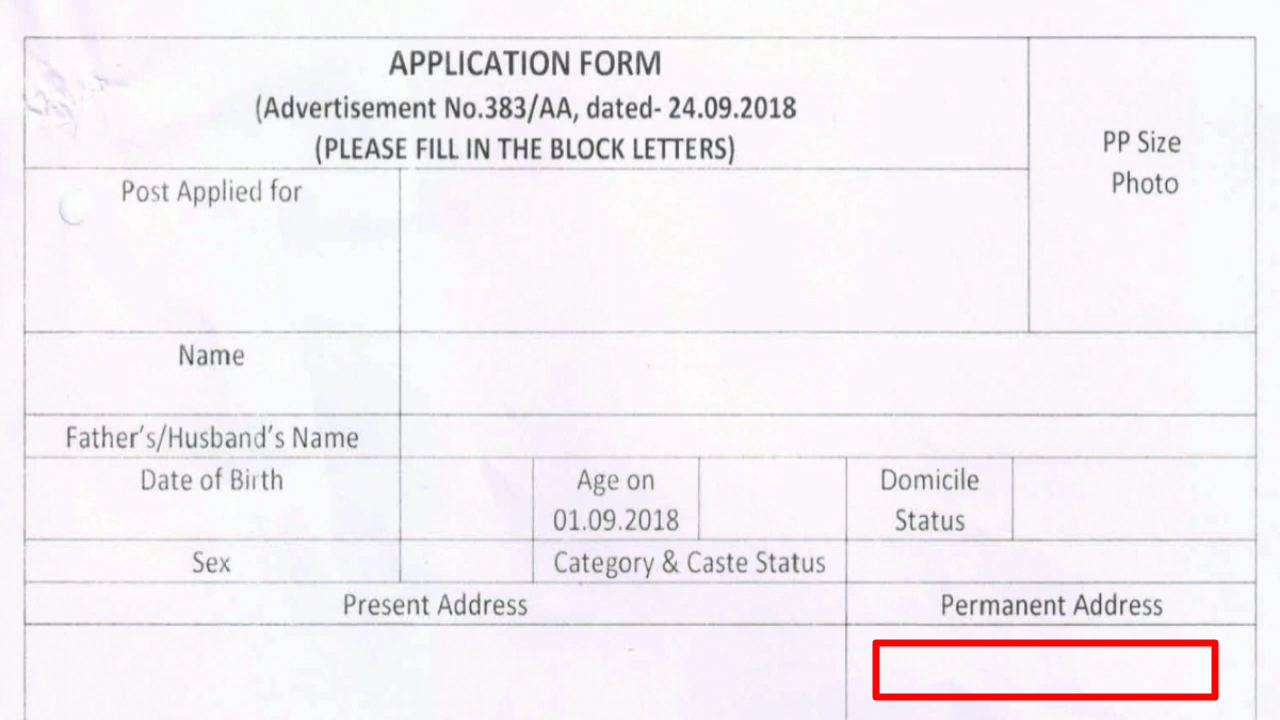 APPLICATION FORM
(Advertisement No.383/AA, dated- 24.09.2018
(PLEASE FILL IN THE BLOCK LETTERS)
PP Size
Photo
Post Applied for
Name
Father's/Husband's Name
Date of Birth
Age on
01.09.2018
Domicile
Status
Sex
Category & Caste Status
Present Address
Permanent Address